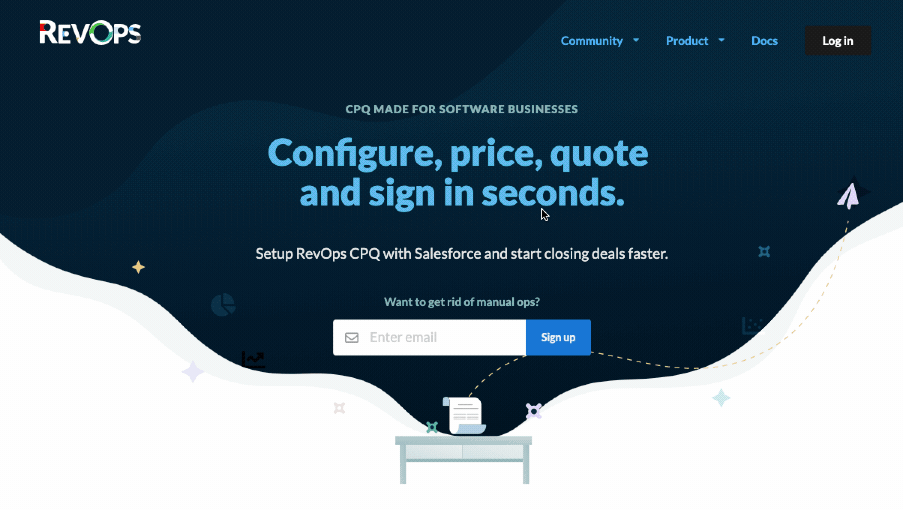 REVOPS
Community
Product
Docs
Log in
CPQ MADE FOR SOFTWARE BUSINESSES
Configure, price, quote
and sign in seconds.
Setup RevOps CPQ with Salesforce and start closing deals faster.
Want to get rid of manual ops?
Enter email
Sign up